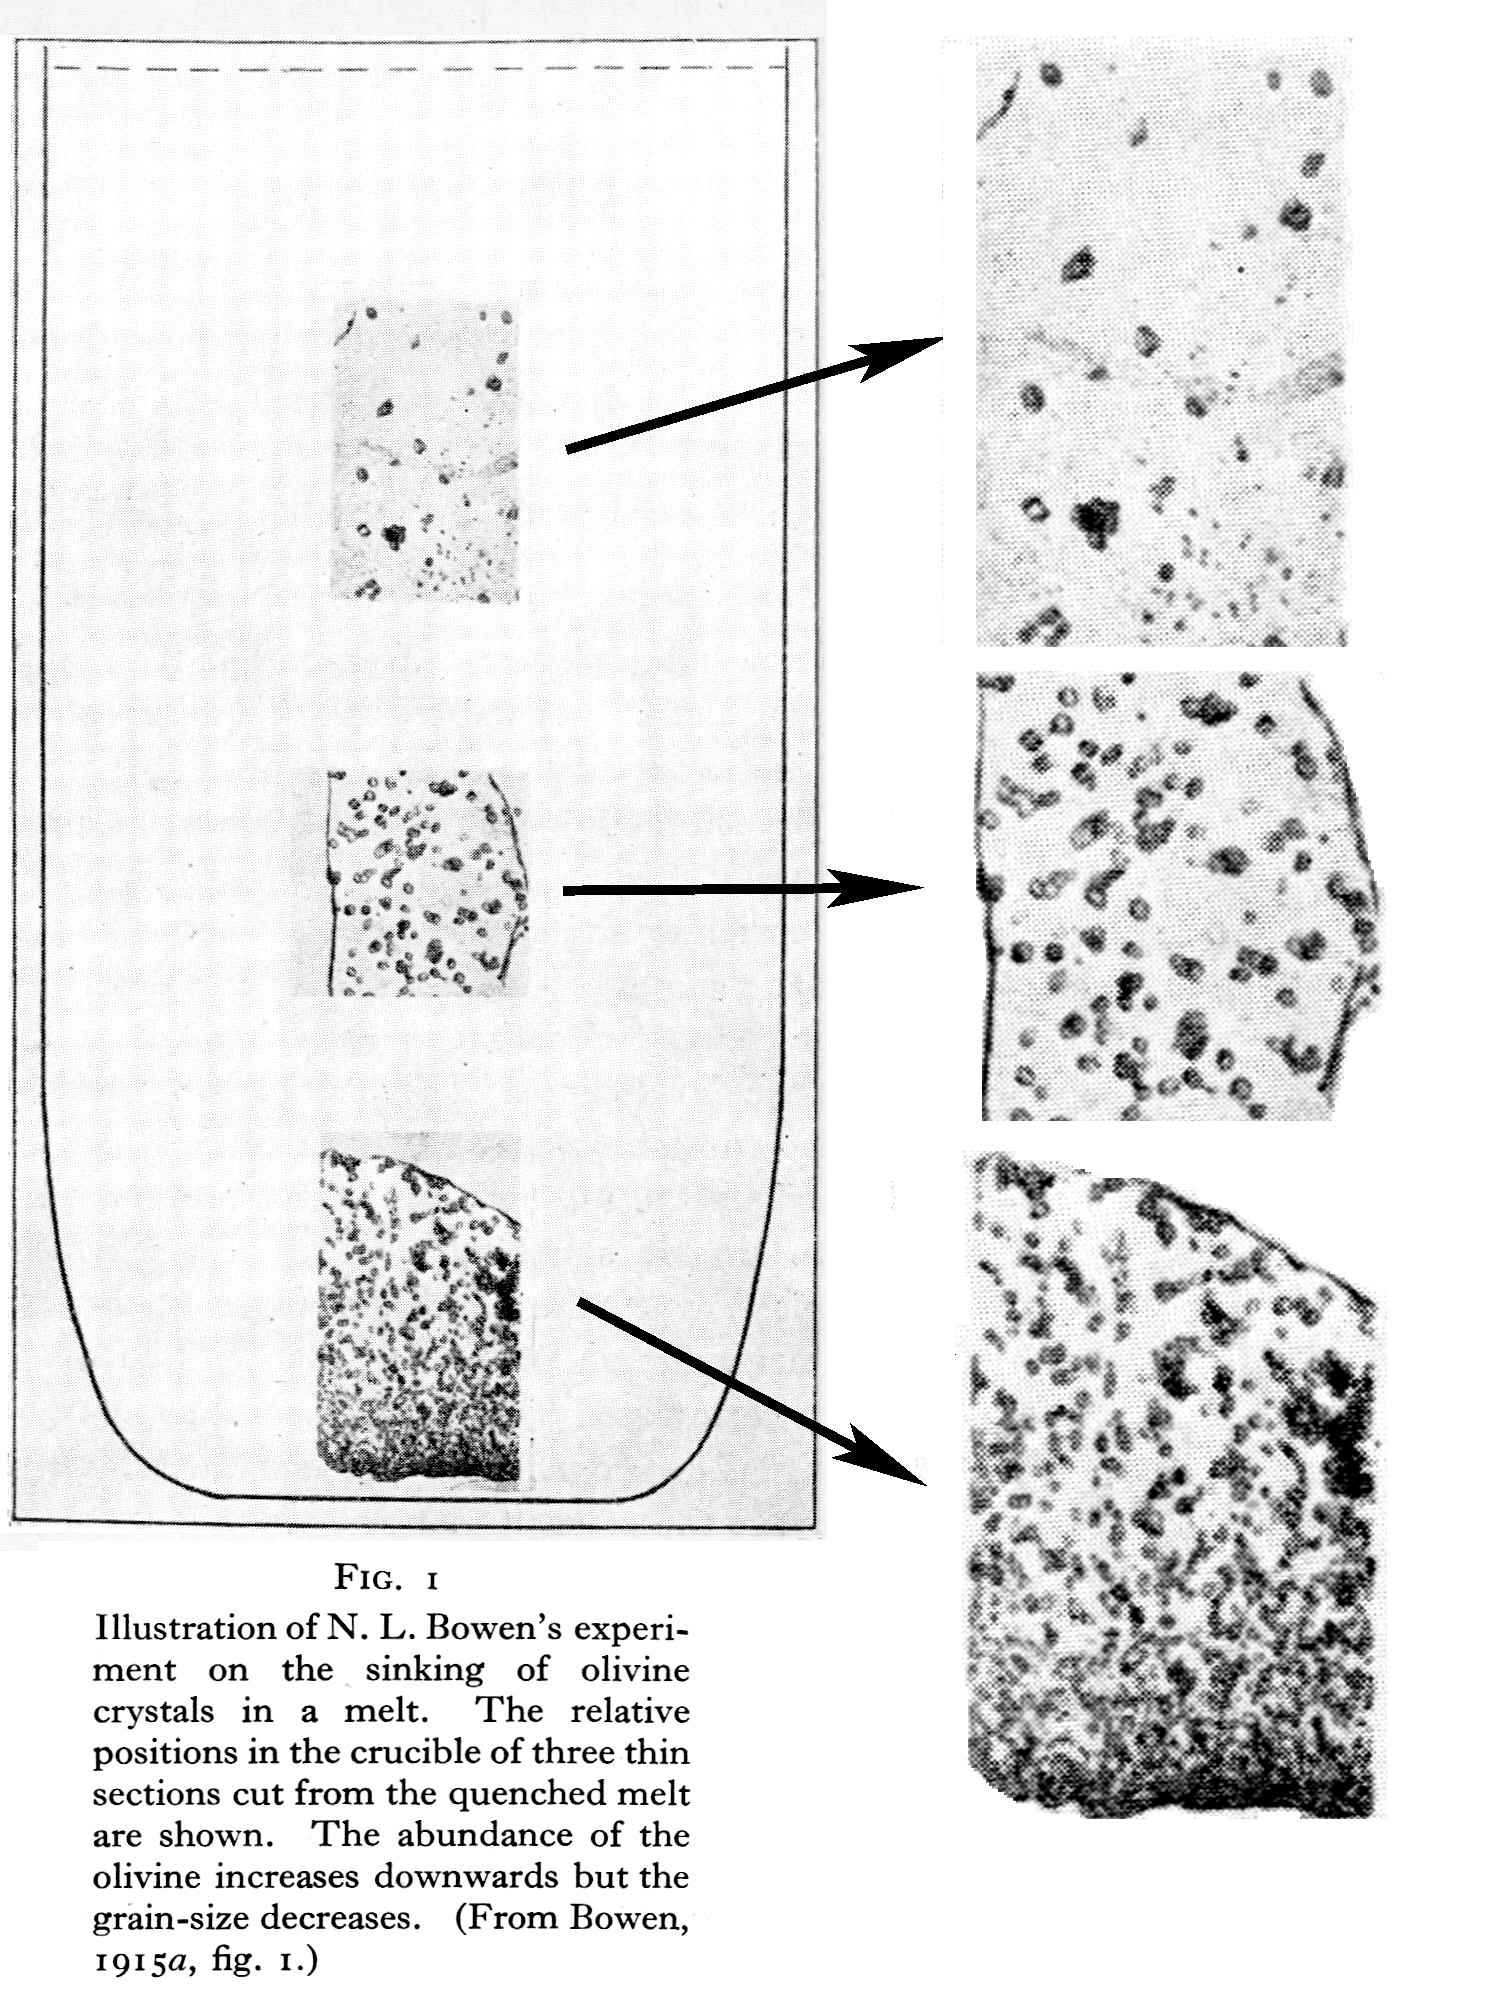 FIG. 1
Illustration of N. L. Bowen's experi-
ment on the sinking of olivine
crystals in a melt. The relative
positions in the crucible of three thin
sections cut from the quenched melt
are shown. The abundance of the
olivine increases downwards but the
grain-size decreases. (From Bowen,
1915a, fig. 1.)